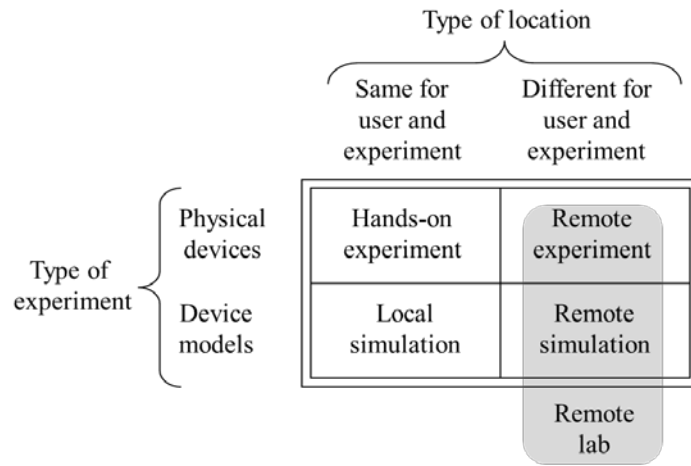 Type of location
Same for
user and
experiment
Different for
user and
experiment
Type of
experiment
Physical
devices
Hands-on
experiment
Remote
experiment
Device
models
Local
simulation
Remote
simulation
Remote
lab